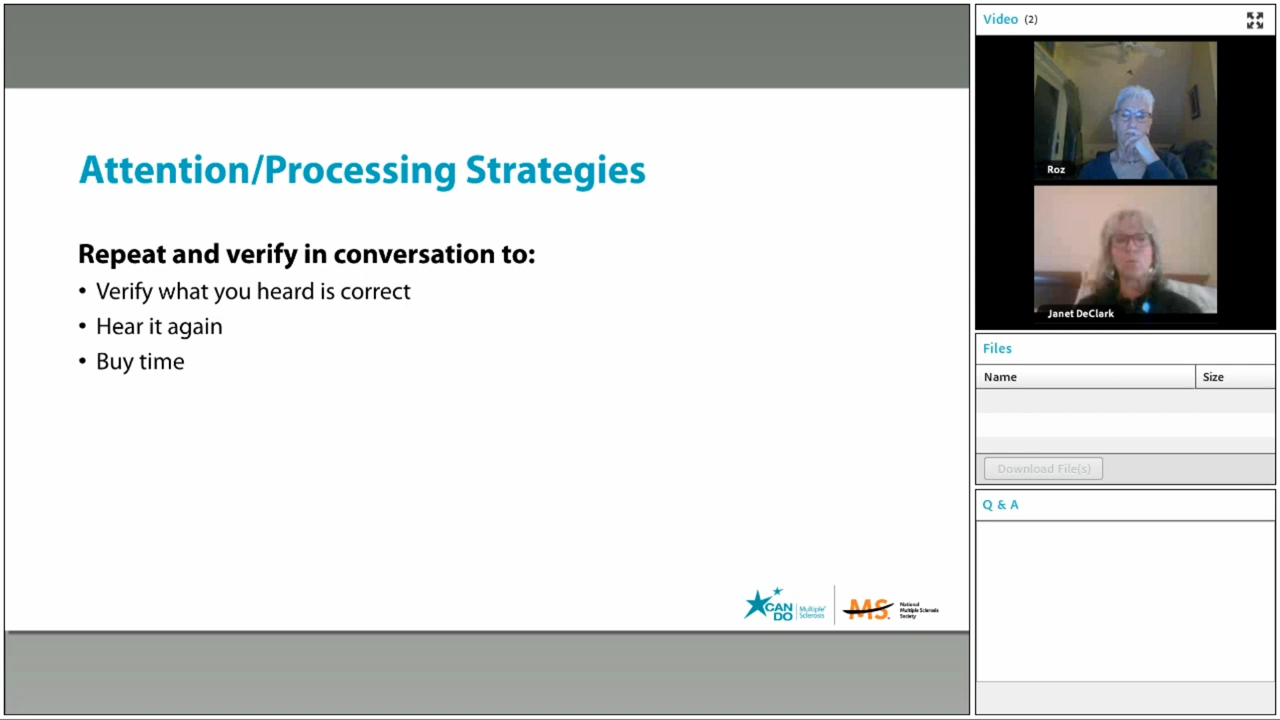 Attention/Processing Strategies
Repeat and verify in conversation to:
• Verify what you heard is correct
• Hear it again
• Buy time
CAN DO
Multiple Sclerosis
MS
National
Multiple Sclerosis
Society
Video (2)
Roz
Janet DeClark
Files
Name Size
Download File(s)
Q & A